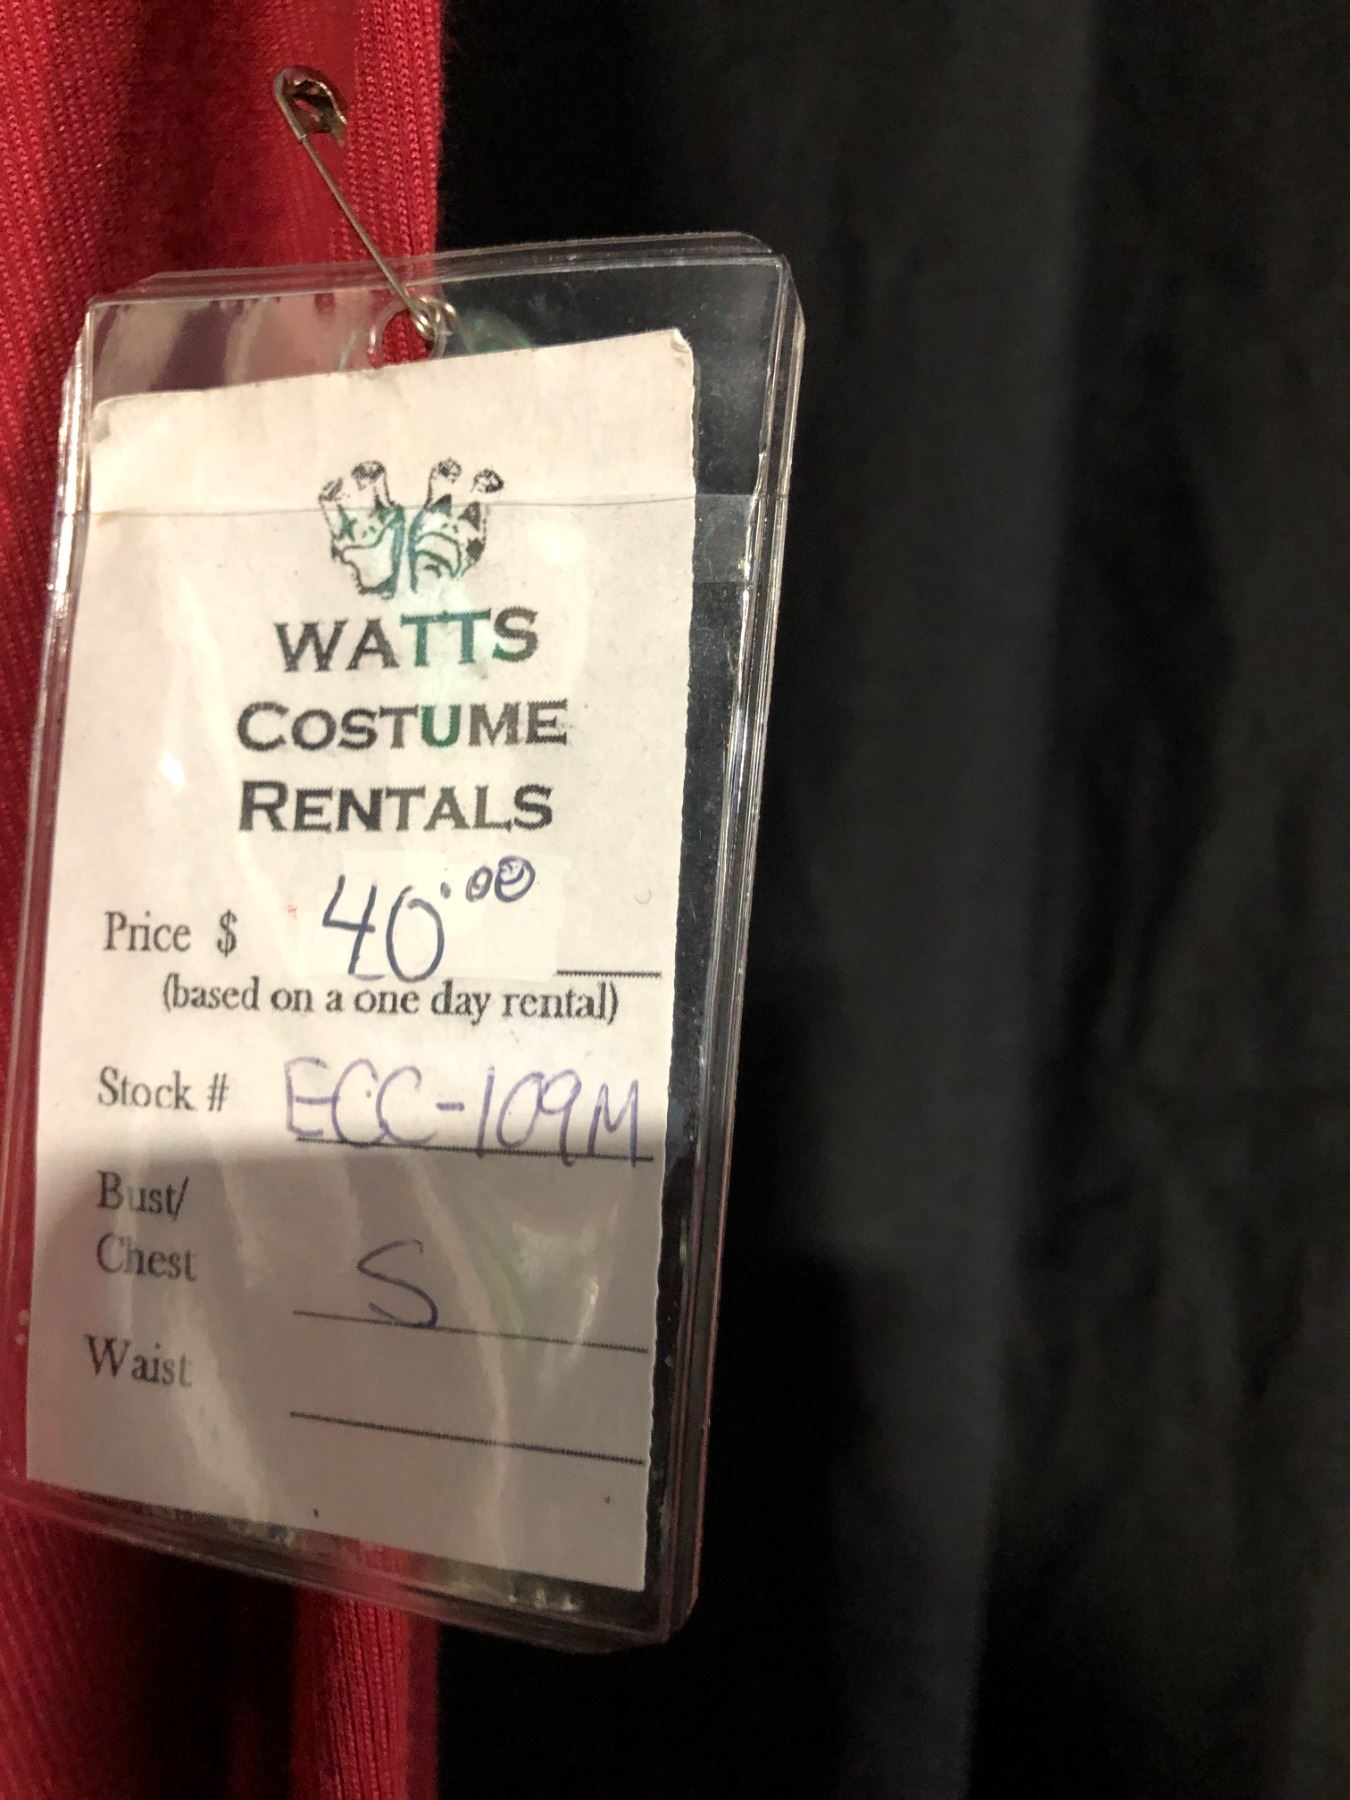 WATTS
COSTUME
RENTALS
Price $ 40.00
(based on a one day rental)
Stock # ECC-109M
Bust/
Chest S
Waist